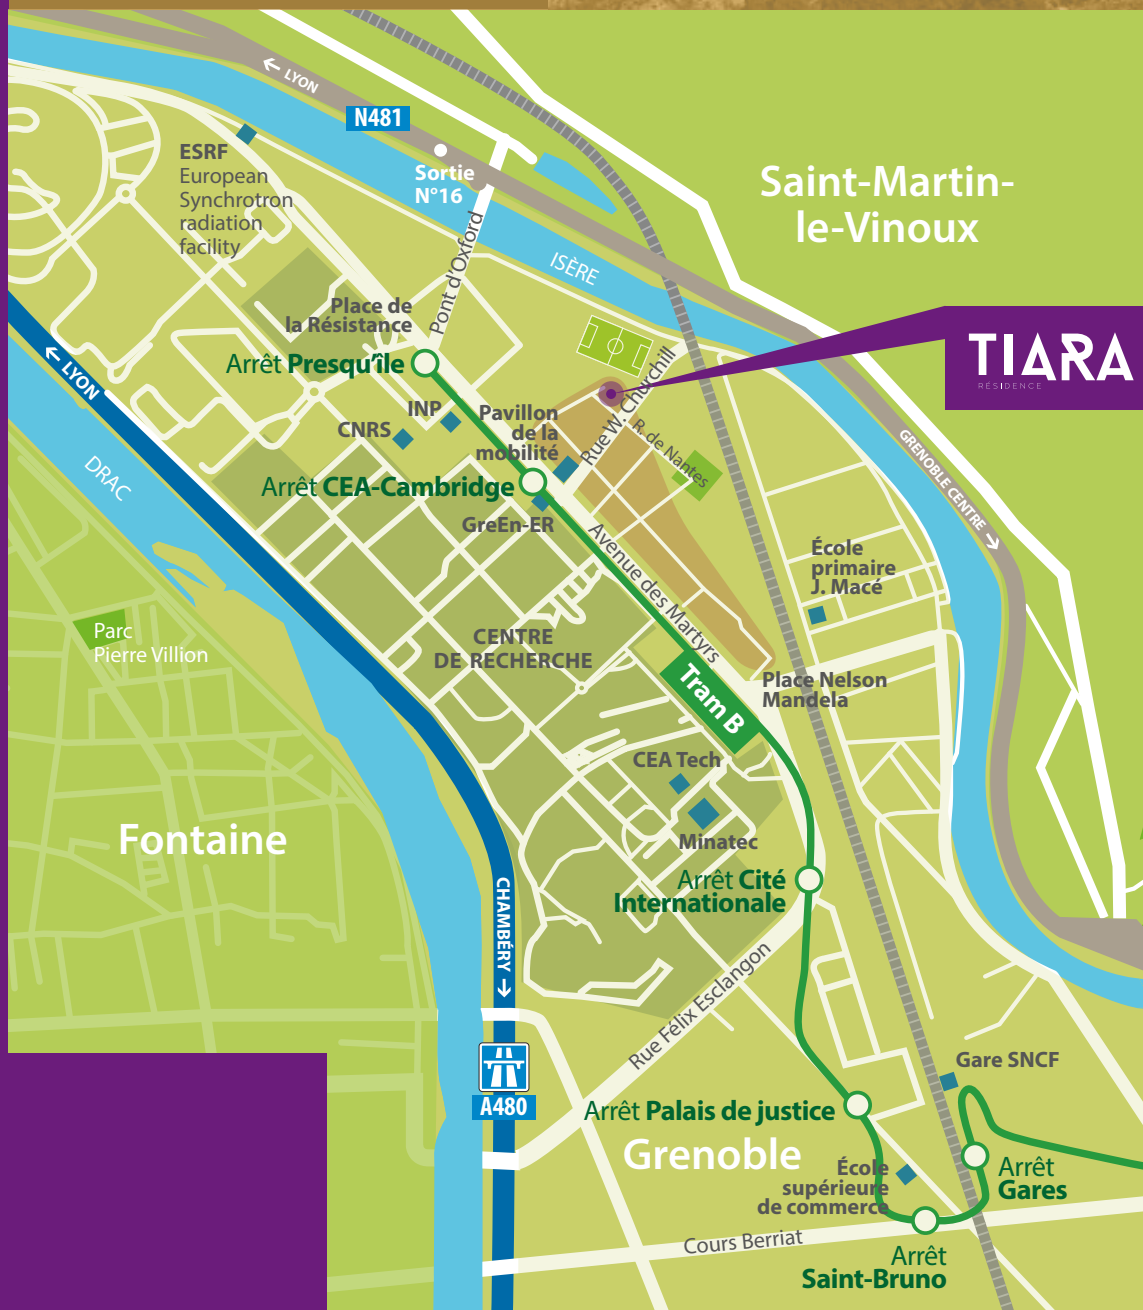 ← LYON
N481
Sortie
N°16
ESRF
European
Synchrotron
radiation
facility
Saint-Martin-
le-Vinoux
ISÈRE
Pont d'Oxford
Place de
la Résistance
TIARA
RÉSIDENCE
Arrêt Presqu'île
← LYON
INP
CNRS
Pavillon
de la
mobilité
Rue W. Churchill
R. de Nantes
GRENOBLE CENTRE →
DRAC
Arrêt CEA-Cambridge
GreEn-ER
Avenue des Martyrs
École
primaire
J. Macé
Parc
Pierre Villion
CENTRE
DE RECHERCHE
Tram B
Place Nelson
Mandela
CEA Tech
Minatec
Fontaine
Arrêt Cité
Internationale
CHAMBÉRY →
Rue Félix Esclangon
A480
Gare SNCF
Arrêt Palais de justice
Grenoble
École
supérieure
de commerce
Arrêt
Gares
Cours Berriat
Arrêt
Saint-Bruno